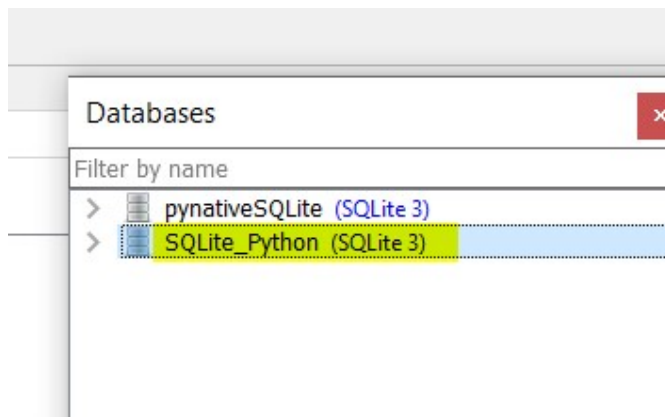 Databases
Filter by name
pynativeSQLite (SQLite 3)
SQLite_Python (SQLite 3)